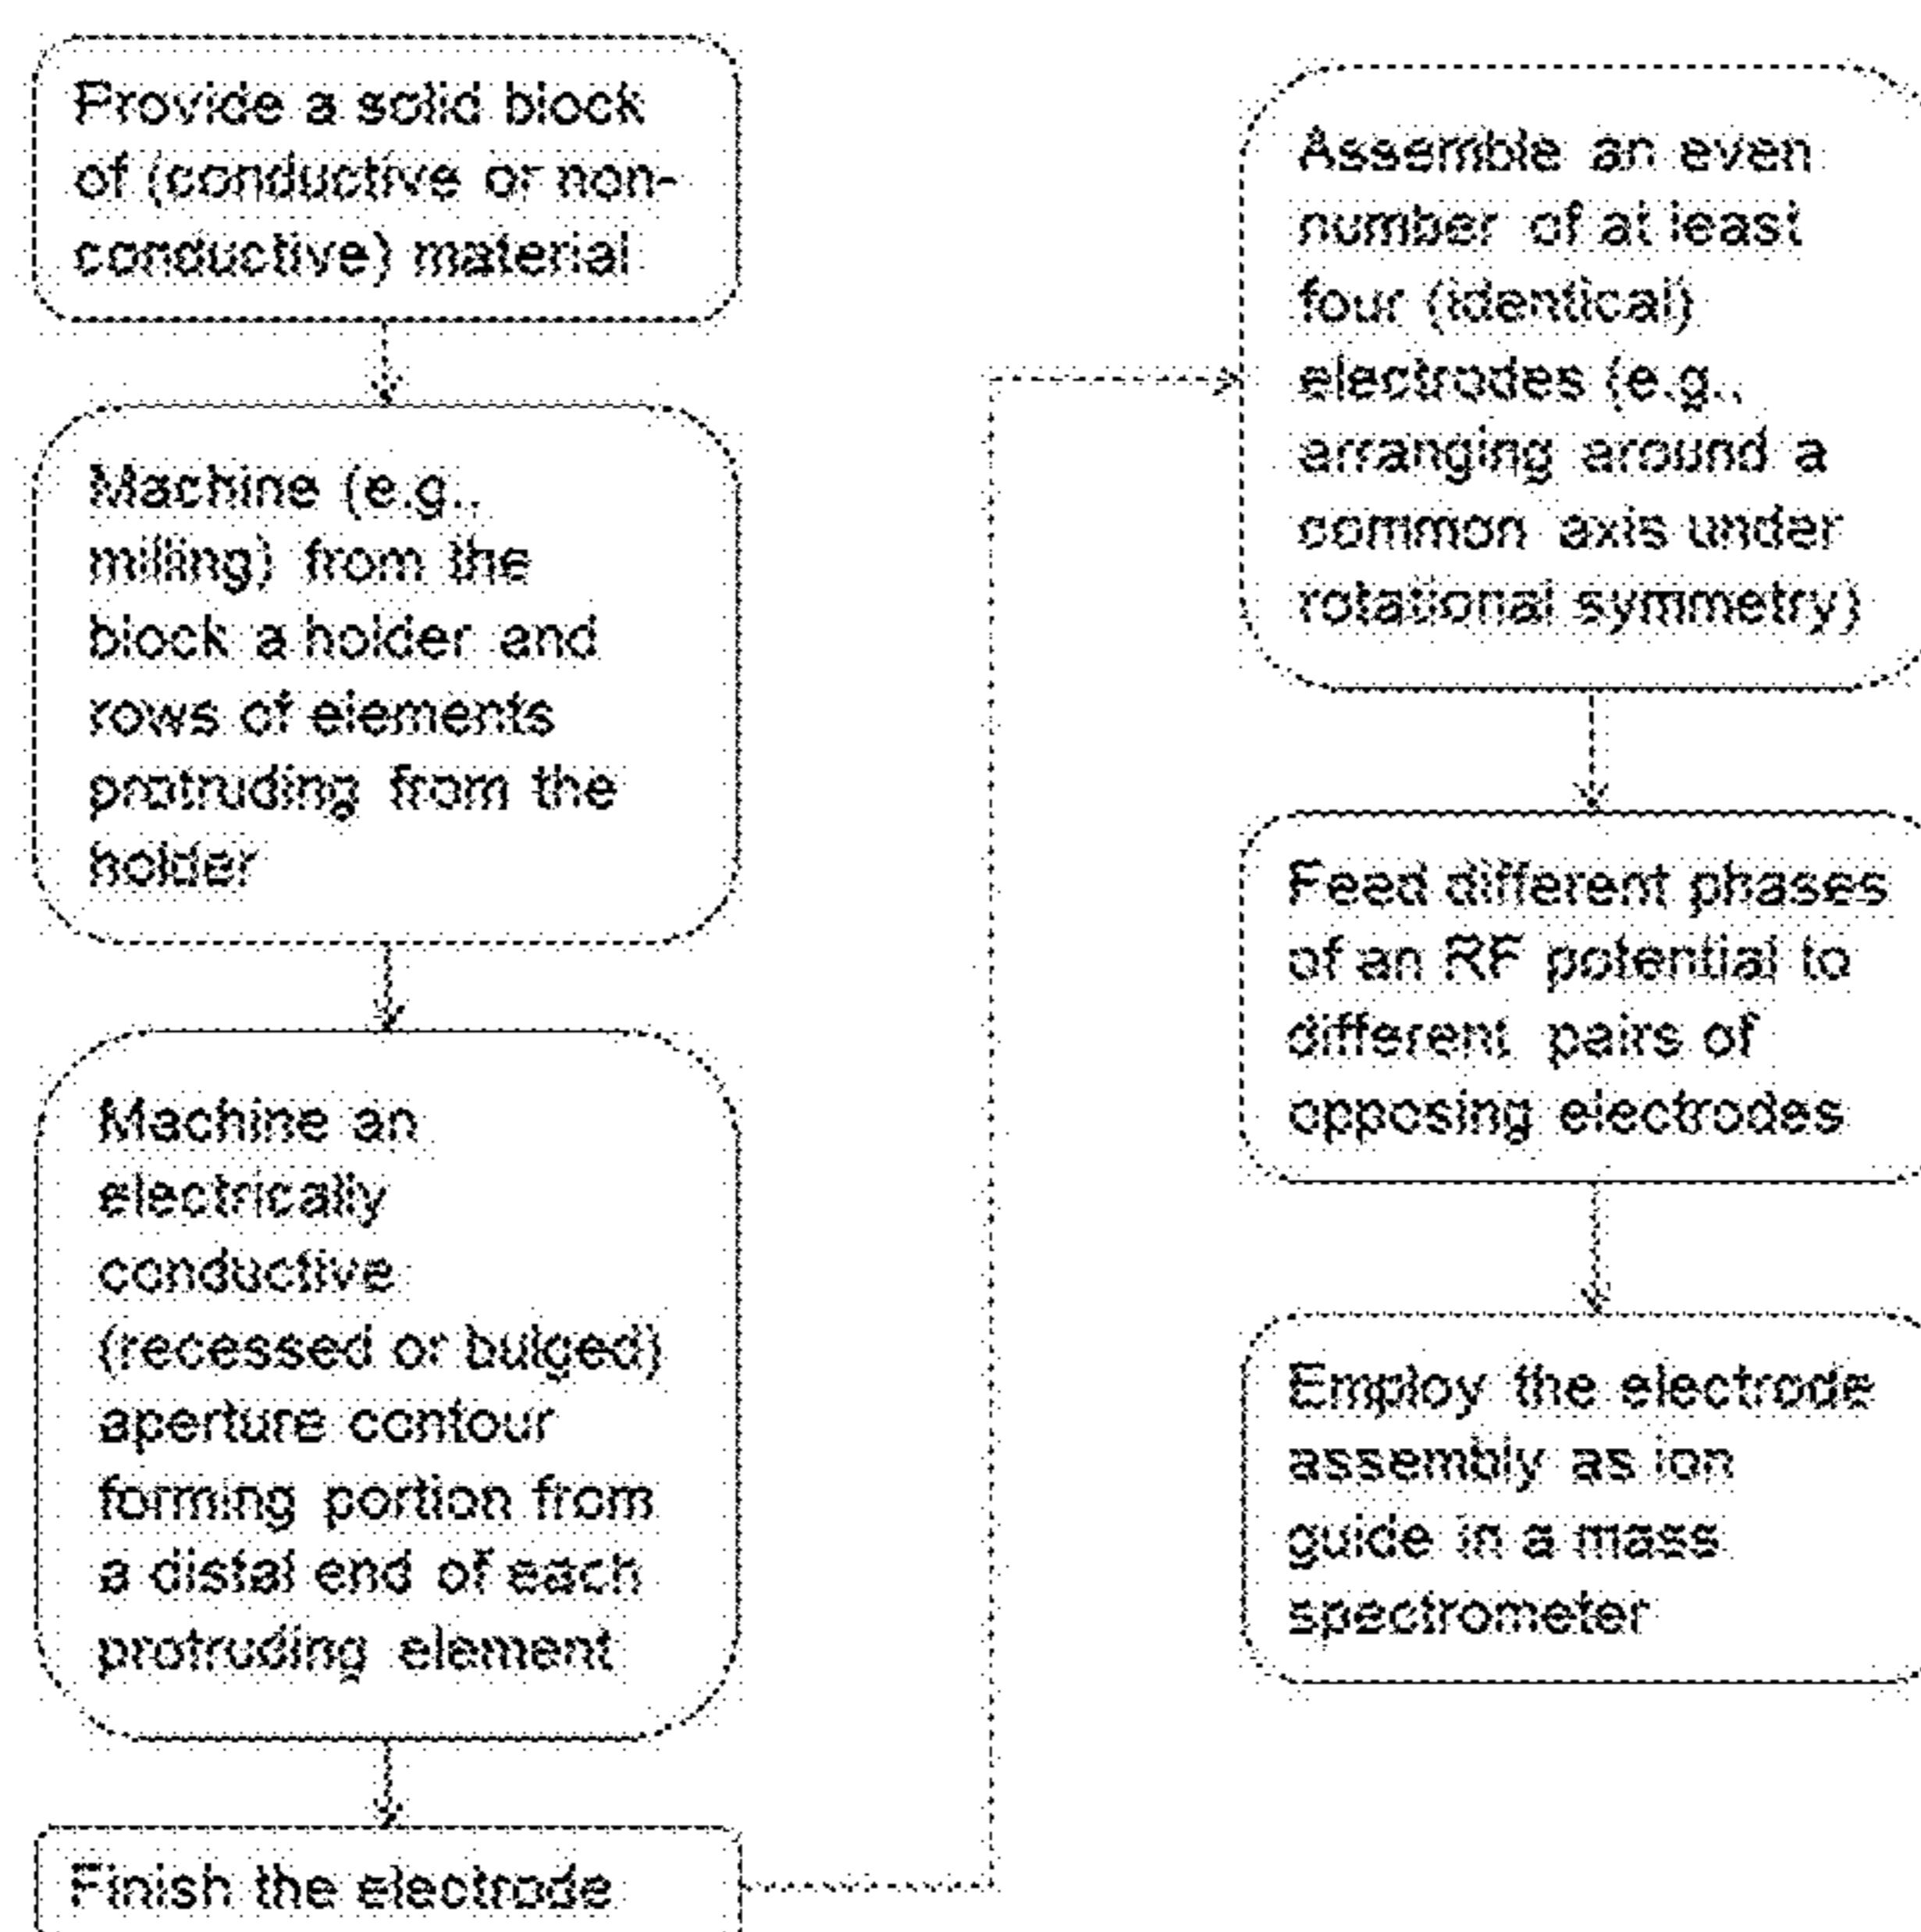 Provide a solid block
of (conductive or non-
conductive) material
Machine (e.g.,
milling) from the
block a holder and
rows of elements
protruding from the
holder
Machine an
electrically
conductive
(recessed or bulged)
aperture contour
forming portion from
a distal end of each
protruding element
Finish the electrode
Assemble an even
number of at least
four (identical)
electrodes (e.g.,
arranging around a
common axis under
rotational symmetry)
Feed different phases
of an RF potential to
different pairs of
opposing electrodes
Employ the electrode
assembly as ion
guide in a mass
spectrometer